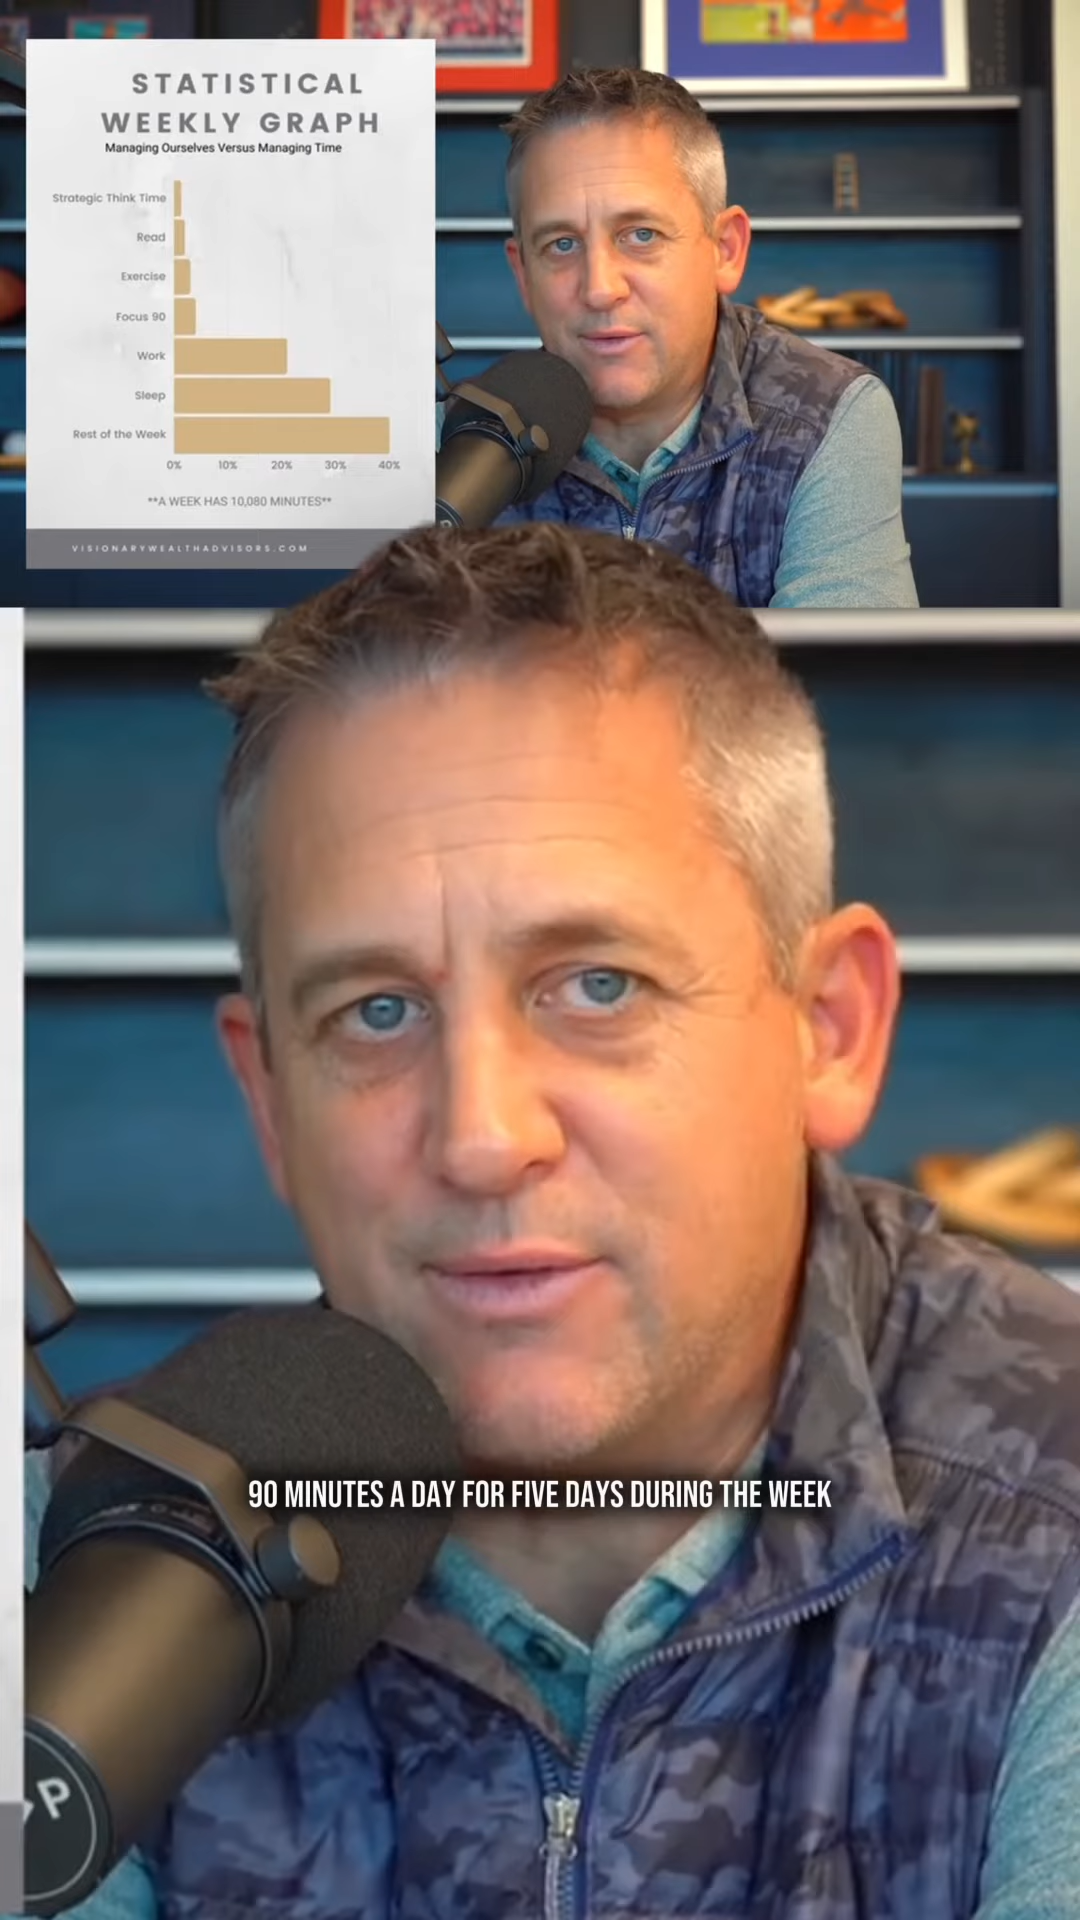 STATISTICAL
WEEKLY GRAPH
Managing Ourselves Versus Managing Time
Strategic Think Time
Read
Exercise
Focus 90
Work
Sleep
Rest of the Week
0% 10% 20% 30% 40%
**A WEEK HAS 10,080 MINUTES**
VISIONARYWEALTHADVISORS.COM
90 MINUTES A DAY FOR FIVE DAYS DURING THE WEEK
P